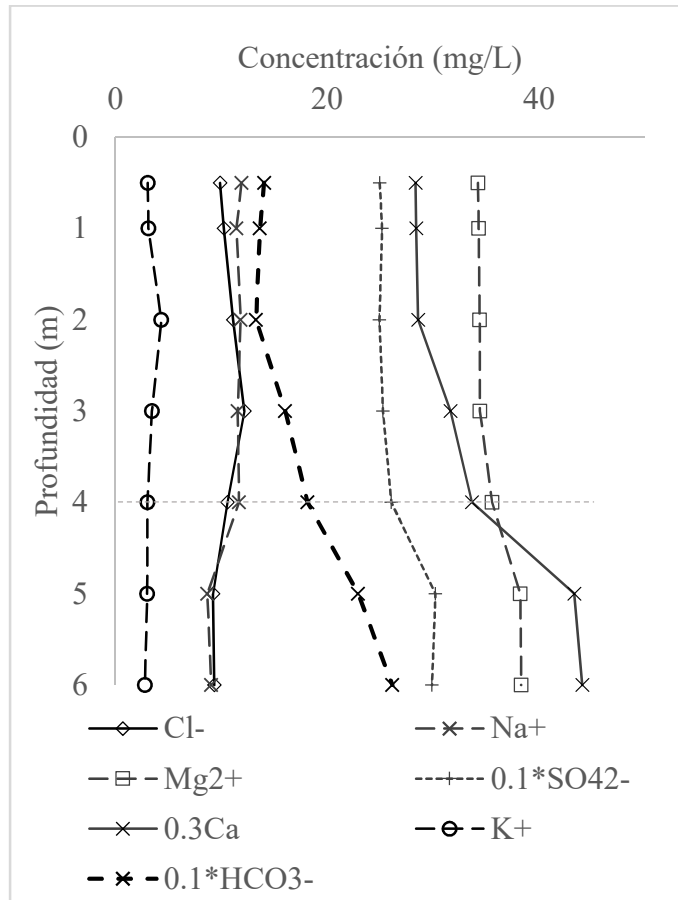 Concentración (mg/L)
0 20 40
Profundidad (m)
0
1
2
3
4
5
6
Cl- Na+
Mg2+ 0.1*SO42-
0.3Ca K+
0.1*HCO3-